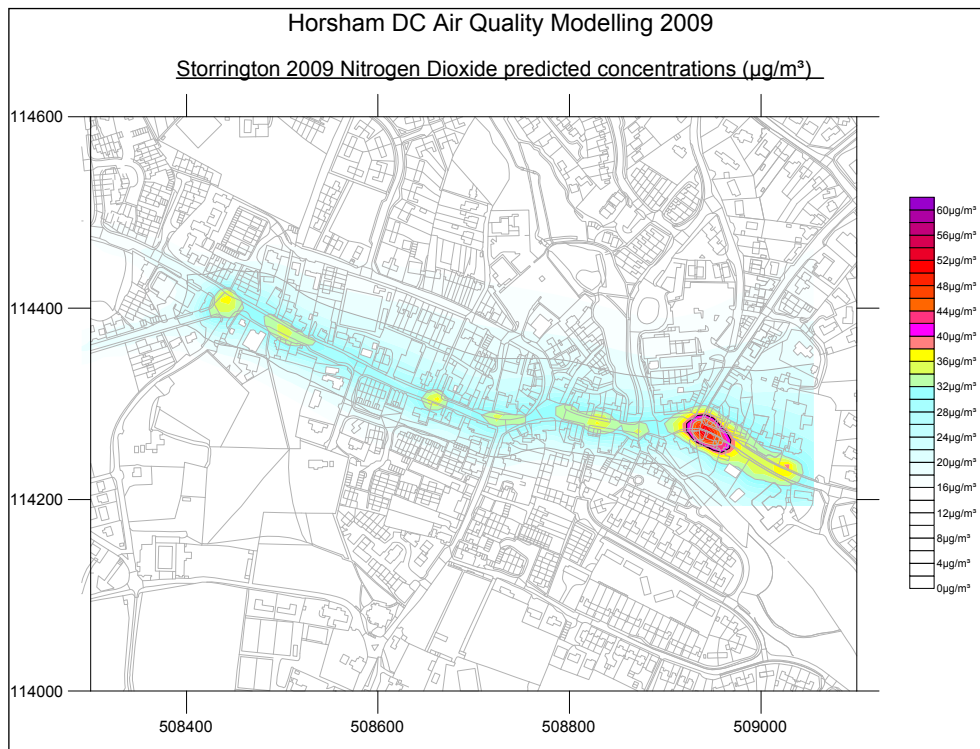 Horsham DC Air Quality Modelling 2009
Storrington 2009 Nitrogen Dioxide predicted concentrations (µg/m³)
114600
114400
114200
114000
508400
508600
508800
509000
60µg/m³
56µg/m³
52µg/m³
48µg/m³
44µg/m³
40µg/m³
36µg/m³
32µg/m³
28µg/m³
24µg/m³
20µg/m³
16µg/m³
12µg/m³
8µg/m³
4µg/m³
0µg/m³